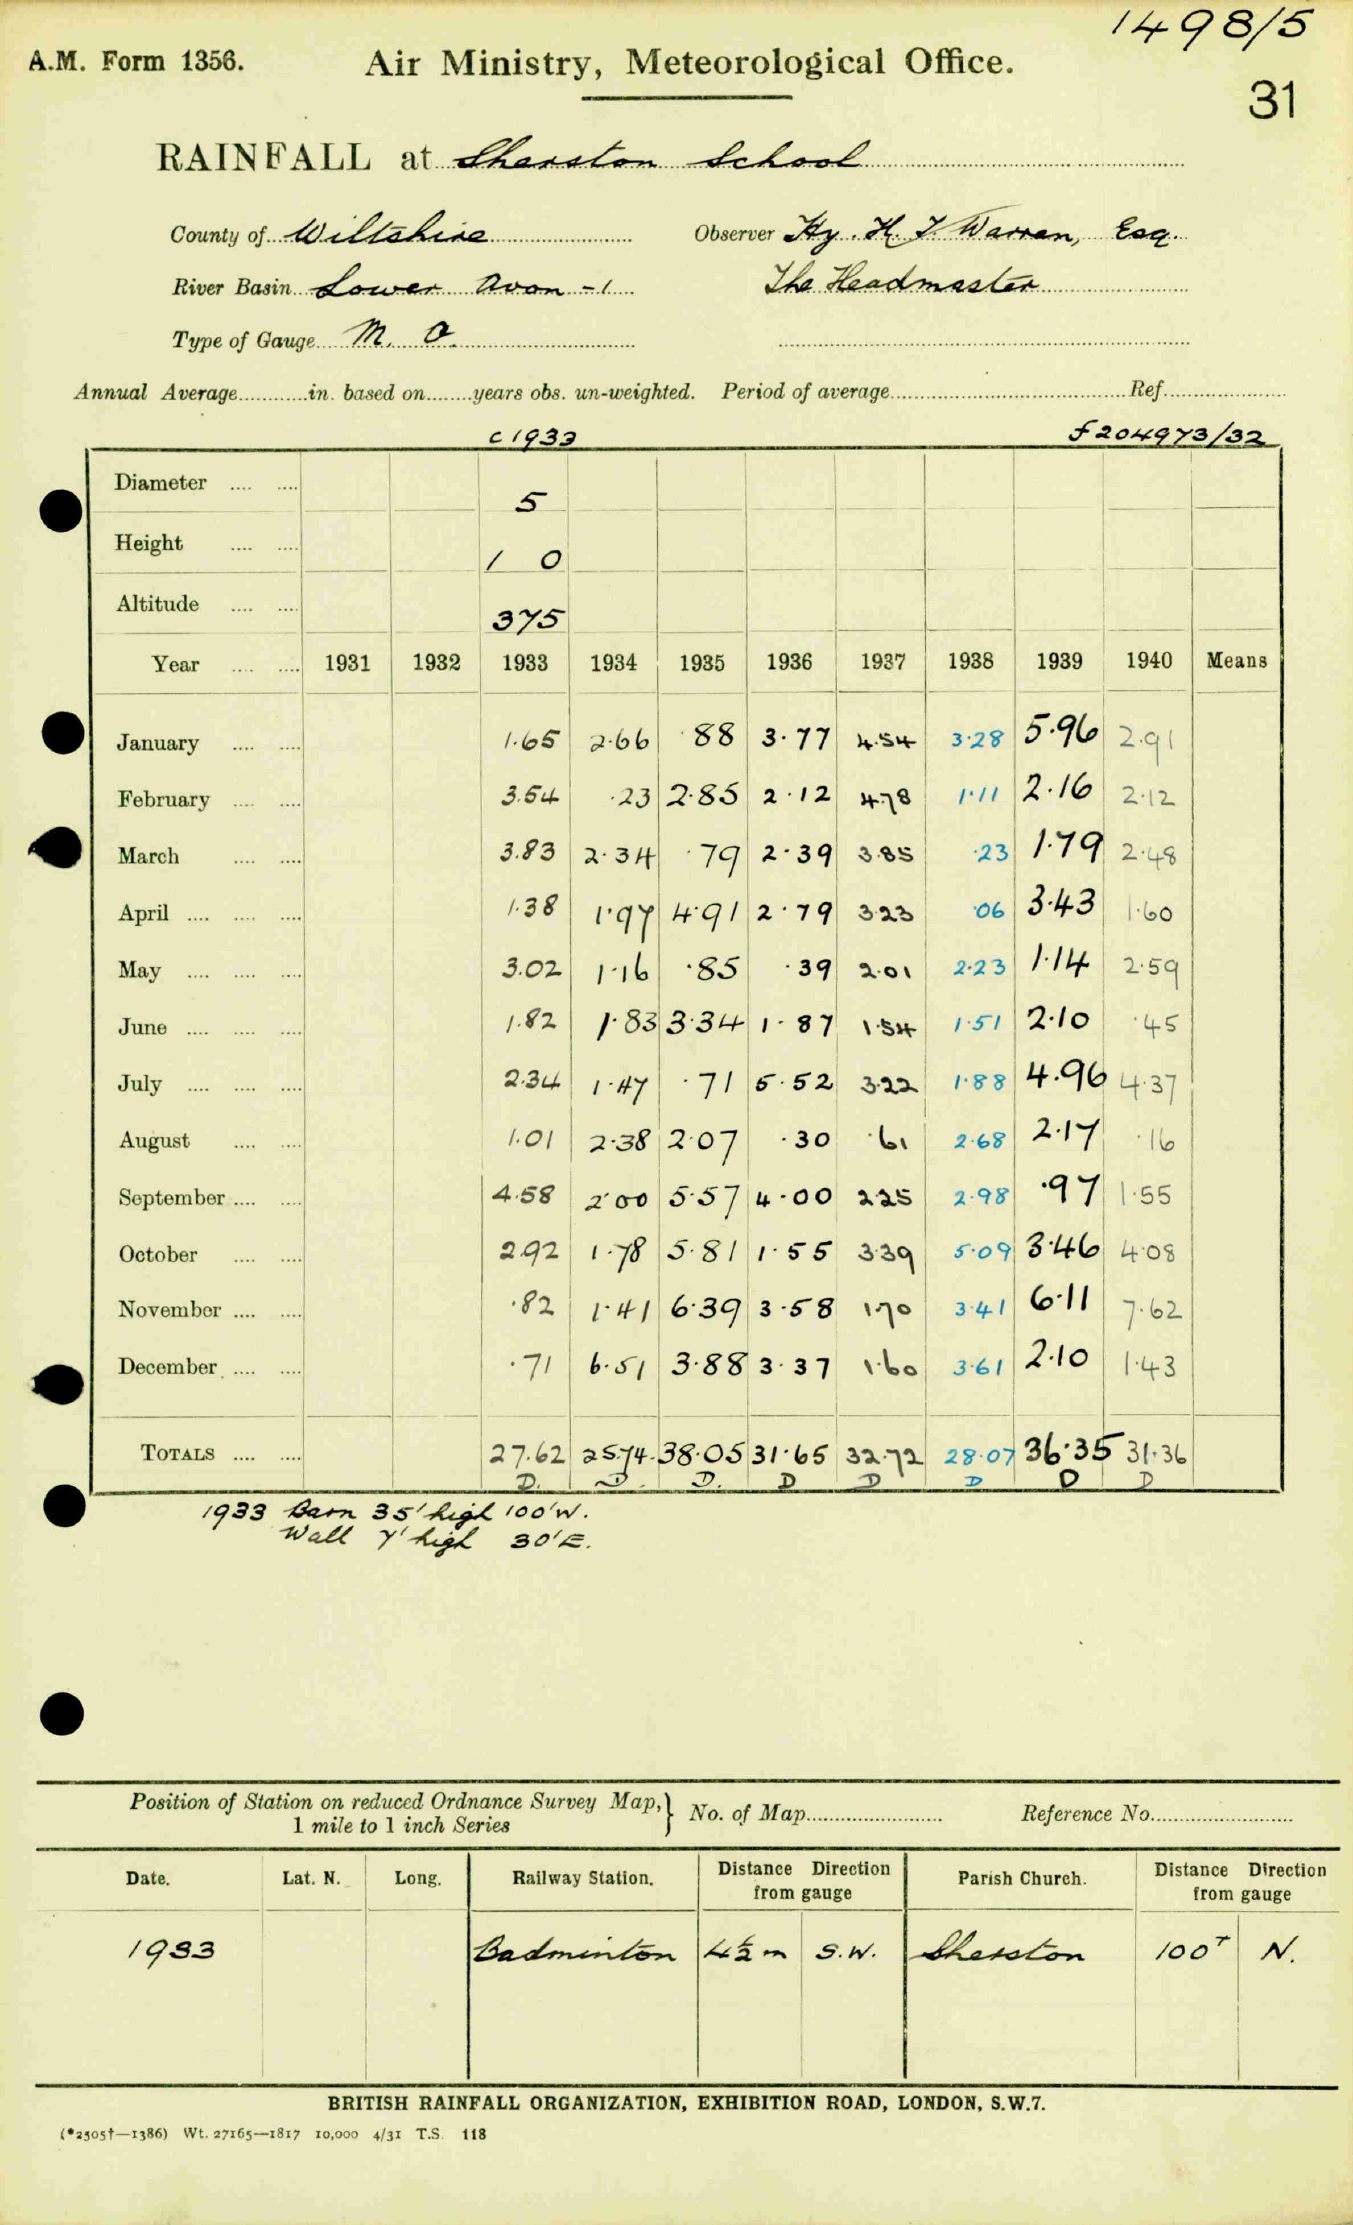 1498/5
A.M. Form 1356. Air Ministry, Meteorological Office.
31
RAINFALL at Sherston School
County of Wiltshire Observer Hy. H. J. Warren, Esq.
River Basin Lower Avon -1 The Headmaster
Type of Gauge M. O.
Annual Average in. based on years obs. un-weighted. Period of average Ref.
c 1933 f 204973/32
Diameter 5
Height 1 0
Altitude 375
Year 1931 1932 1933 1934 1935 1936 1937 1938 1939 1940 Means
January 1.65 2.66 .88 3.77 4.54 3.28 5.96 2.91
February 3.54 .23 2.85 2.12 4.78 1.11 2.16 2.12
March 3.83 2.34 .79 2.39 3.85 .23 1.79 2.48
April 1.38 1.97 4.91 2.79 3.23 .06 3.43 1.60
May 3.02 1.16 .85 .39 2.01 2.23 1.14 2.59
June 1.82 1.83 3.34 1.87 1.54 1.51 2.10 .45
July 2.34 1.47 .71 5.52 3.22 1.88 4.96 4.37
August 1.01 2.38 2.07 .30 .61 2.68 2.17 .16
September 4.58 2.00 5.57 4.00 2.25 2.98 .97 1.55
October 2.92 1.78 5.81 1.55 3.39 5.09 3.46 4.08
November .82 1.41 6.39 3.58 1.70 3.41 6.11 7.62
December .71 6.51 3.88 3.37 1.60 3.61 2.10 1.43
TOTALS 27.62 25.74 38.05 31.65 32.72 28.07 36.35 31.36
D. D. D. D D D D D
1933 Barn 35' high 100' W.
Wall 7' high 30' E.
Position of Station on reduced Ordnance Survey Map, 1 mile to 1 inch Series } No. of Map Reference No.
Date. Lat. N. Long. Railway Station. Distance Direction from gauge Parish Church. Distance Direction from gauge
1933 Badminton 4½ m S.W. Sherston 100ʸ N.
BRITISH RAINFALL ORGANIZATION, EXHIBITION ROAD, LONDON, S.W.7.
(*2505†—1386) Wt. 27165—1817 10,000 4/31 T.S. 118